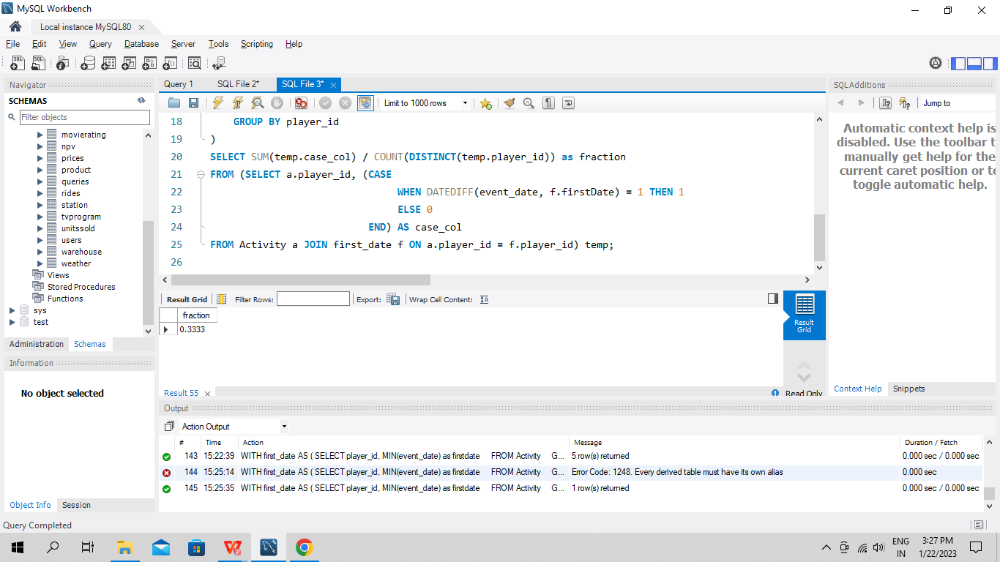 MySQL Workbench
Local instance MySQL80
File Edit View Query Database Server Tools Scripting Help
Navigator
SCHEMAS
Filter objects
movierating
npv
prices
product
queries
rides
station
tvprogram
unitssold
users
warehouse
weather
Views
Stored Procedures
Functions
sys
test
Administration Schemas
Information
No object selected
Object Info Session
Query 1 SQL File 2* SQL File 3*
Limit to 1000 rows
18 GROUP BY player_id
19 )
20 SELECT SUM(temp.case_col) / COUNT(DISTINCT(temp.player_id)) as fraction
21 FROM (SELECT a.player_id, (CASE
22 WHEN DATEDIFF(event_date, f.firstDate) = 1 THEN 1
23 ELSE 0
24 END) AS case_col
25 FROM Activity a JOIN first_date f ON a.player_id = f.player_id) temp;
26
Result Grid Filter Rows: Export: Wrap Cell Content:
fraction
0.3333
Result Grid
Result 55
Read Only
SQLAdditions
Jump to
Automatic context help is
disabled. Use the toolbar t
manually get help for the
current caret position or to
toggle automatic help.
Context Help Snippets
Output
Action Output
# Time Action Message Duration / Fetch
143 15:22:39 WITH first_date AS ( SELECT player_id, MIN(event_date) as firstdate FROM Activity G... 5 row(s) returned 0.000 sec / 0.000 sec
144 15:25:14 WITH first_date AS ( SELECT player_id, MIN(event_date) as firstdate FROM Activity G... Error Code: 1248. Every derived table must have its own alias 0.000 sec
145 15:25:35 WITH first_date AS ( SELECT player_id, MIN(event_date) as firstdate FROM Activity G... 1 row(s) returned 0.000 sec / 0.000 sec
Query Completed
ENG
IN
3:27 PM
1/22/2023